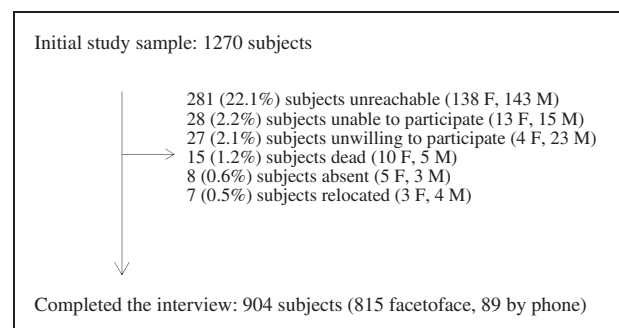 Initial study sample: 1270 subjects
281 (22.1%) subjects unreachable (138 F, 143 M)
28 (2.2%) subjects unable to participate (13 F, 15 M)
27 (2.1%) subjects unwilling to participate (4 F, 23 M)
15 (1.2%) subjects dead (10 F, 5 M)
8 (0.6%) subjects absent (5 F, 3 M)
7 (0.5%) subjects relocated (3 F, 4 M)
Completed the interview: 904 subjects (815 facetoface, 89 by phone)